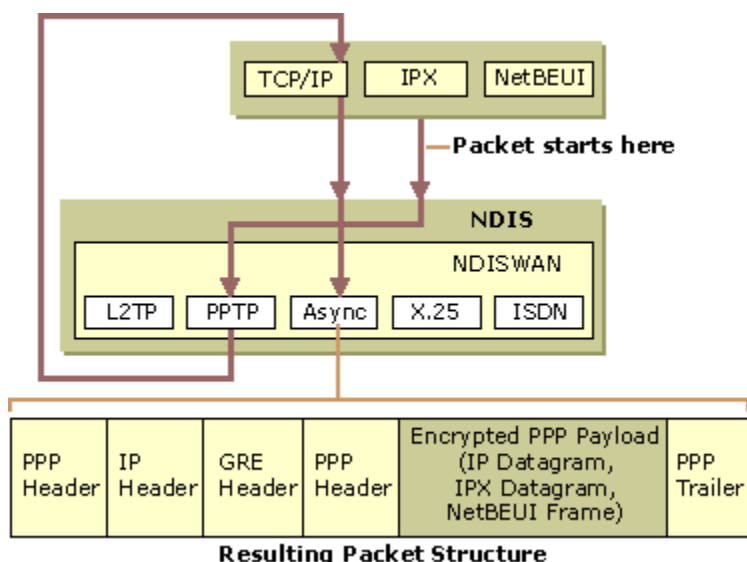 TCP/IP IPX NetBEUI
Packet starts here
NDIS
NDISWAN
L2TP PPTP Async X.25 ISDN
PPP Header
IP Header
GRE Header
PPP Header
Encrypted PPP Payload
(IP Datagram,
IPX Datagram,
NetBEUI Frame)
PPP Trailer
Resulting Packet Structure